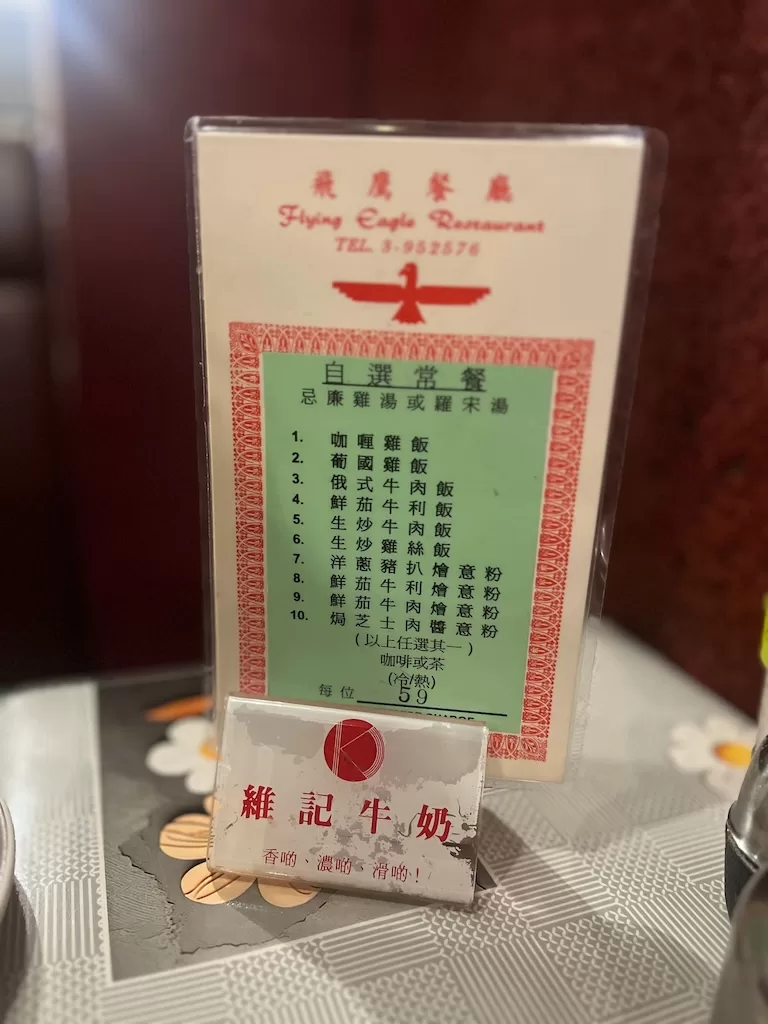 飛鷹餐廳
Flying Eagle Restaurant
TEL. 3-952576
自選常餐
忌廉雞湯或羅宋湯
1. 咖喱雞飯
2. 葡國雞飯
3. 俄式牛肉飯
4. 鮮茄牛利飯
5. 生炒牛肉飯
6. 生炒雞絲飯
7. 洋蔥豬扒燴意粉
8. 鮮茄牛利燴意粉
9. 鮮茄牛肉燴意粉
10. 焗芝士肉醬意粉
(以上任選其一)
咖啡或茶
(冷/熱)
每位 59
維記牛奶
香啲、濃啲、滑啲!